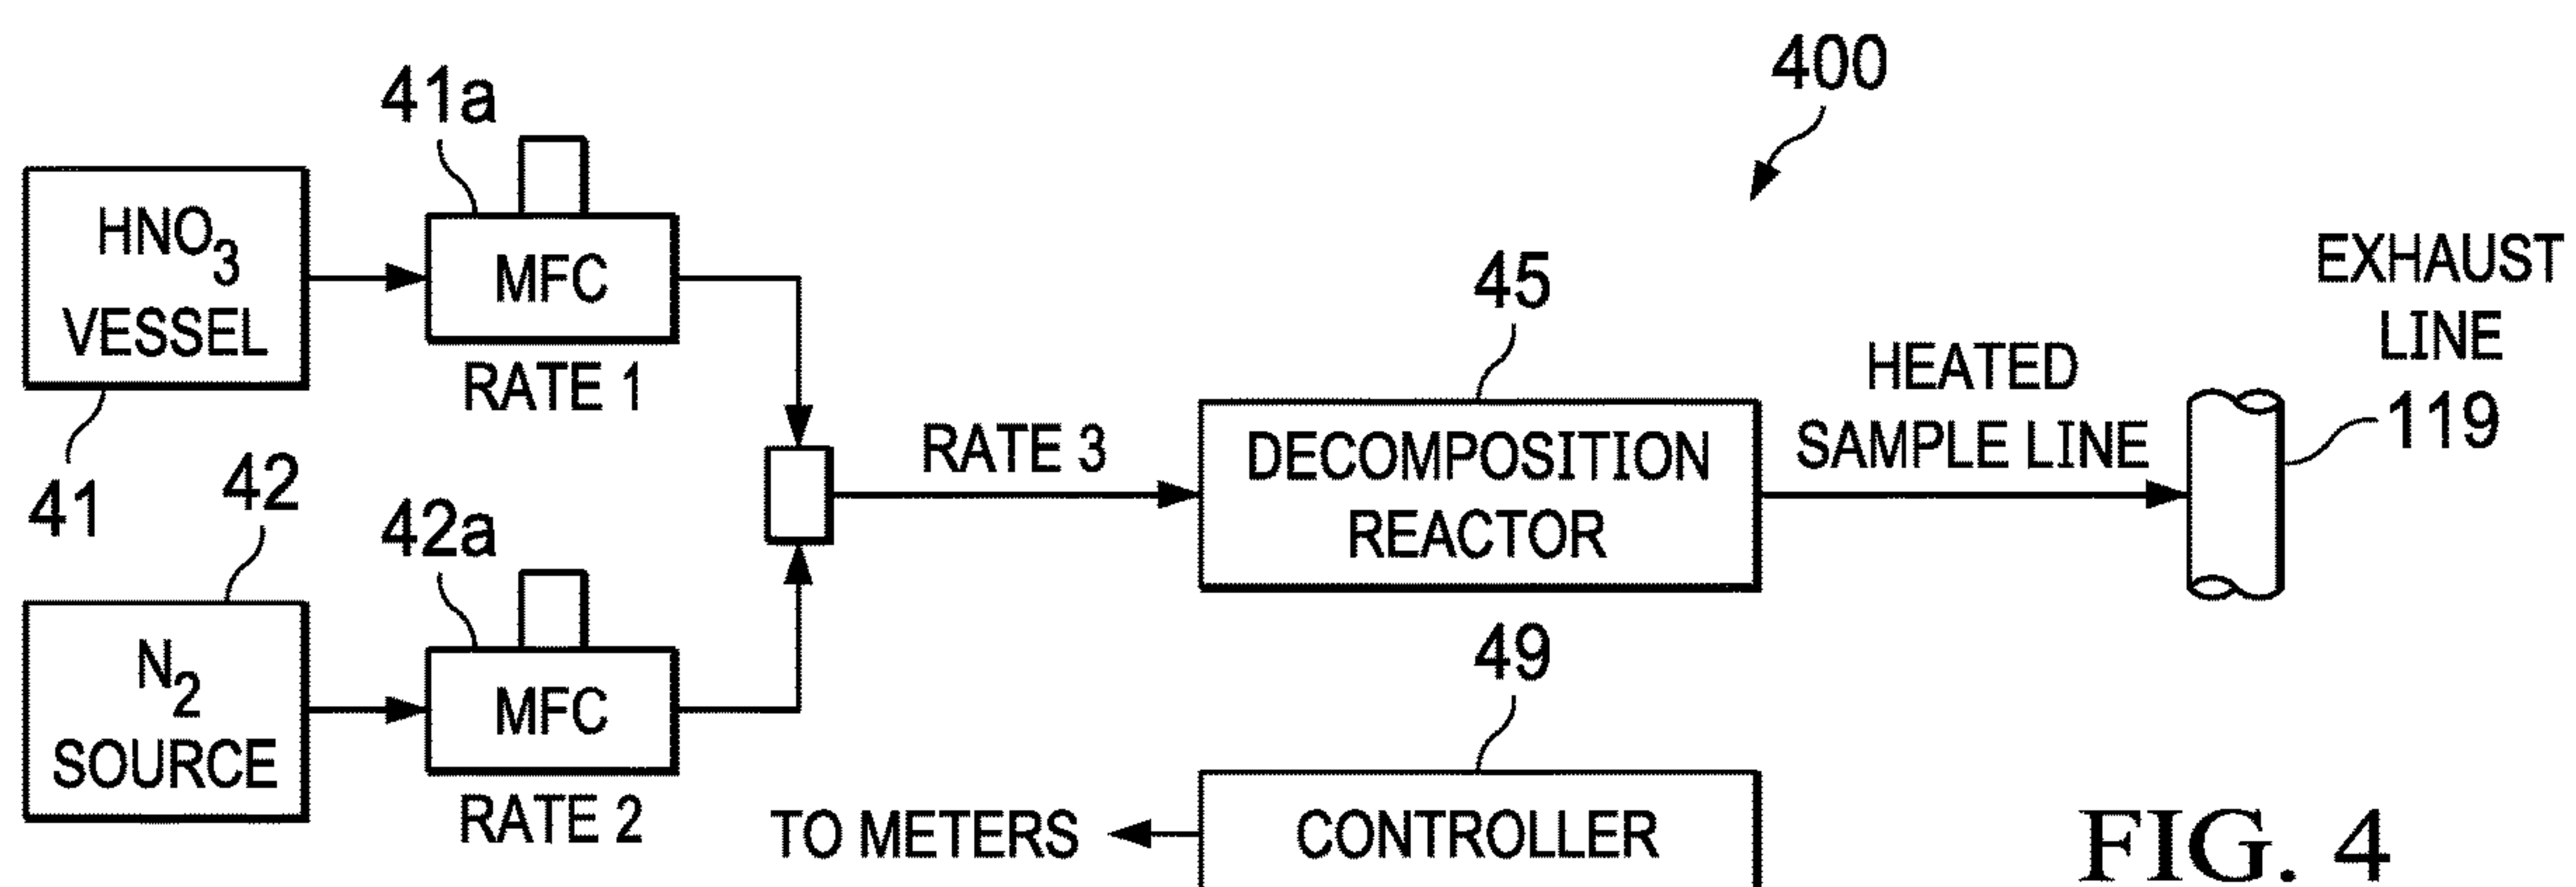 400
41a
HNO3
VESSEL
MFC
RATE 1
41
42
42a
N2
SOURCE
MFC
RATE 2
RATE 3
45
DECOMPOSITION
REACTOR
HEATED
SAMPLE LINE
EXHAUST
LINE
119
49
TO METERS
CONTROLLER
FIG. 4